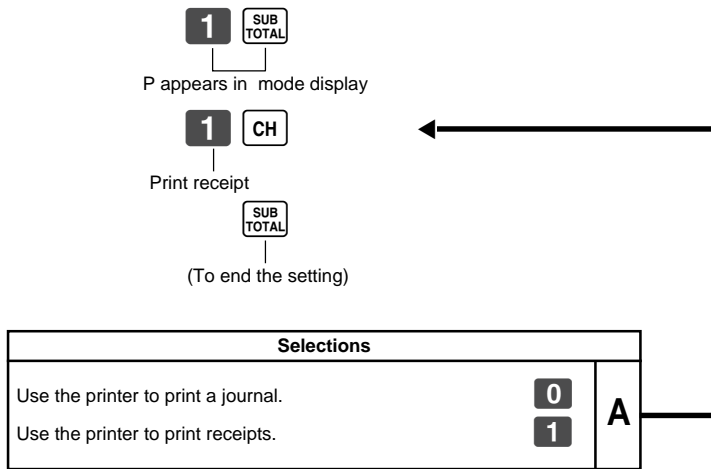 1 SUB TOTAL
P appears in mode display
1 CH
Print receipt
SUB TOTAL
(To end the setting)
Selections
Use the printer to print a journal. 0
Use the printer to print receipts. 1
A